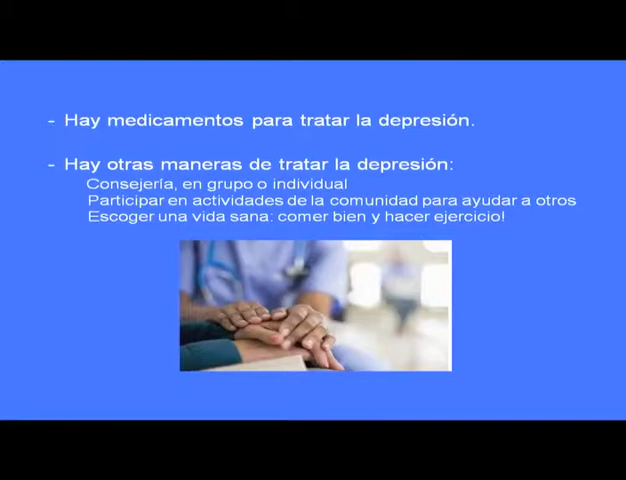 - Hay medicamentos para tratar la depresión.
- Hay otras maneras de tratar la depresión:
Consejería, en grupo o individual
Participar en actividades de la comunidad para ayudar a otros
Escoger una vida sana: comer bien y hacer ejercicio!